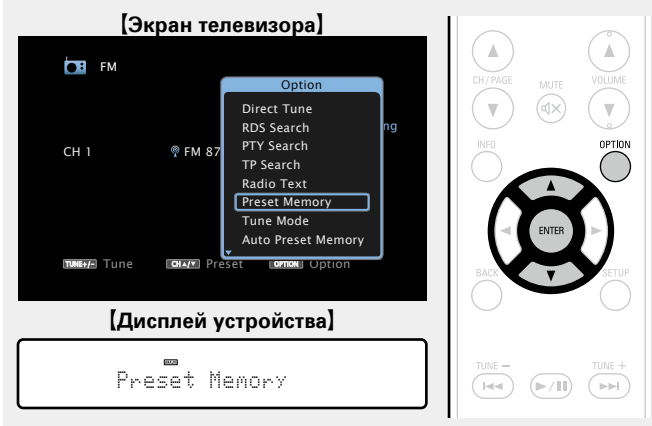 【Экран телевизора】
FM
Option
Direct Tune
RDS Search
ng
PTY Search
CH 1
FM 87
TP Search
Radio Text
Preset Memory
Tune Mode
Auto Preset Memory
TUNE+/- Tune
CH▲/▼ Preset
OPTION Option
【Дисплей устройства】
Preset Memory
CH / PAGE
MUTE
VOLUME
INFO
OPTION
ENTER
BACK
SETUP
TUNE –
TUNE +